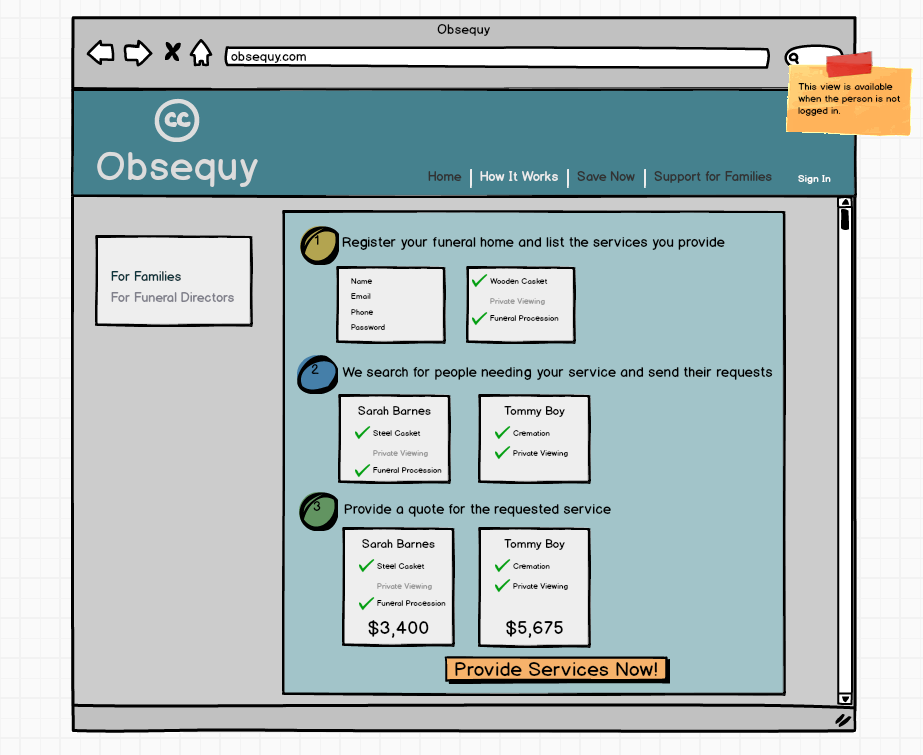 Obsequy
obsequy.com
This view is available
when the person is not
logged in.
cc
Obsequy
Home | How It Works | Save Now | Support for Families
Sign In
For Families
For Funeral Directors
1
Register your funeral home and list the services you provide
Name
Email
Phone
Password
Wooden Casket
Private Viewing
Funeral Procession
2
We search for people needing your service and send their requests
Sarah Barnes
Steel Casket
Private Viewing
Funeral Procession
Tommy Boy
Cremation
Private Viewing
3
Provide a quote for the requested service
Sarah Barnes
Steel Casket
Private Viewing
Funeral Procession
$3,400
Tommy Boy
Cremation
Private Viewing
$5,675
Provide Services Now!